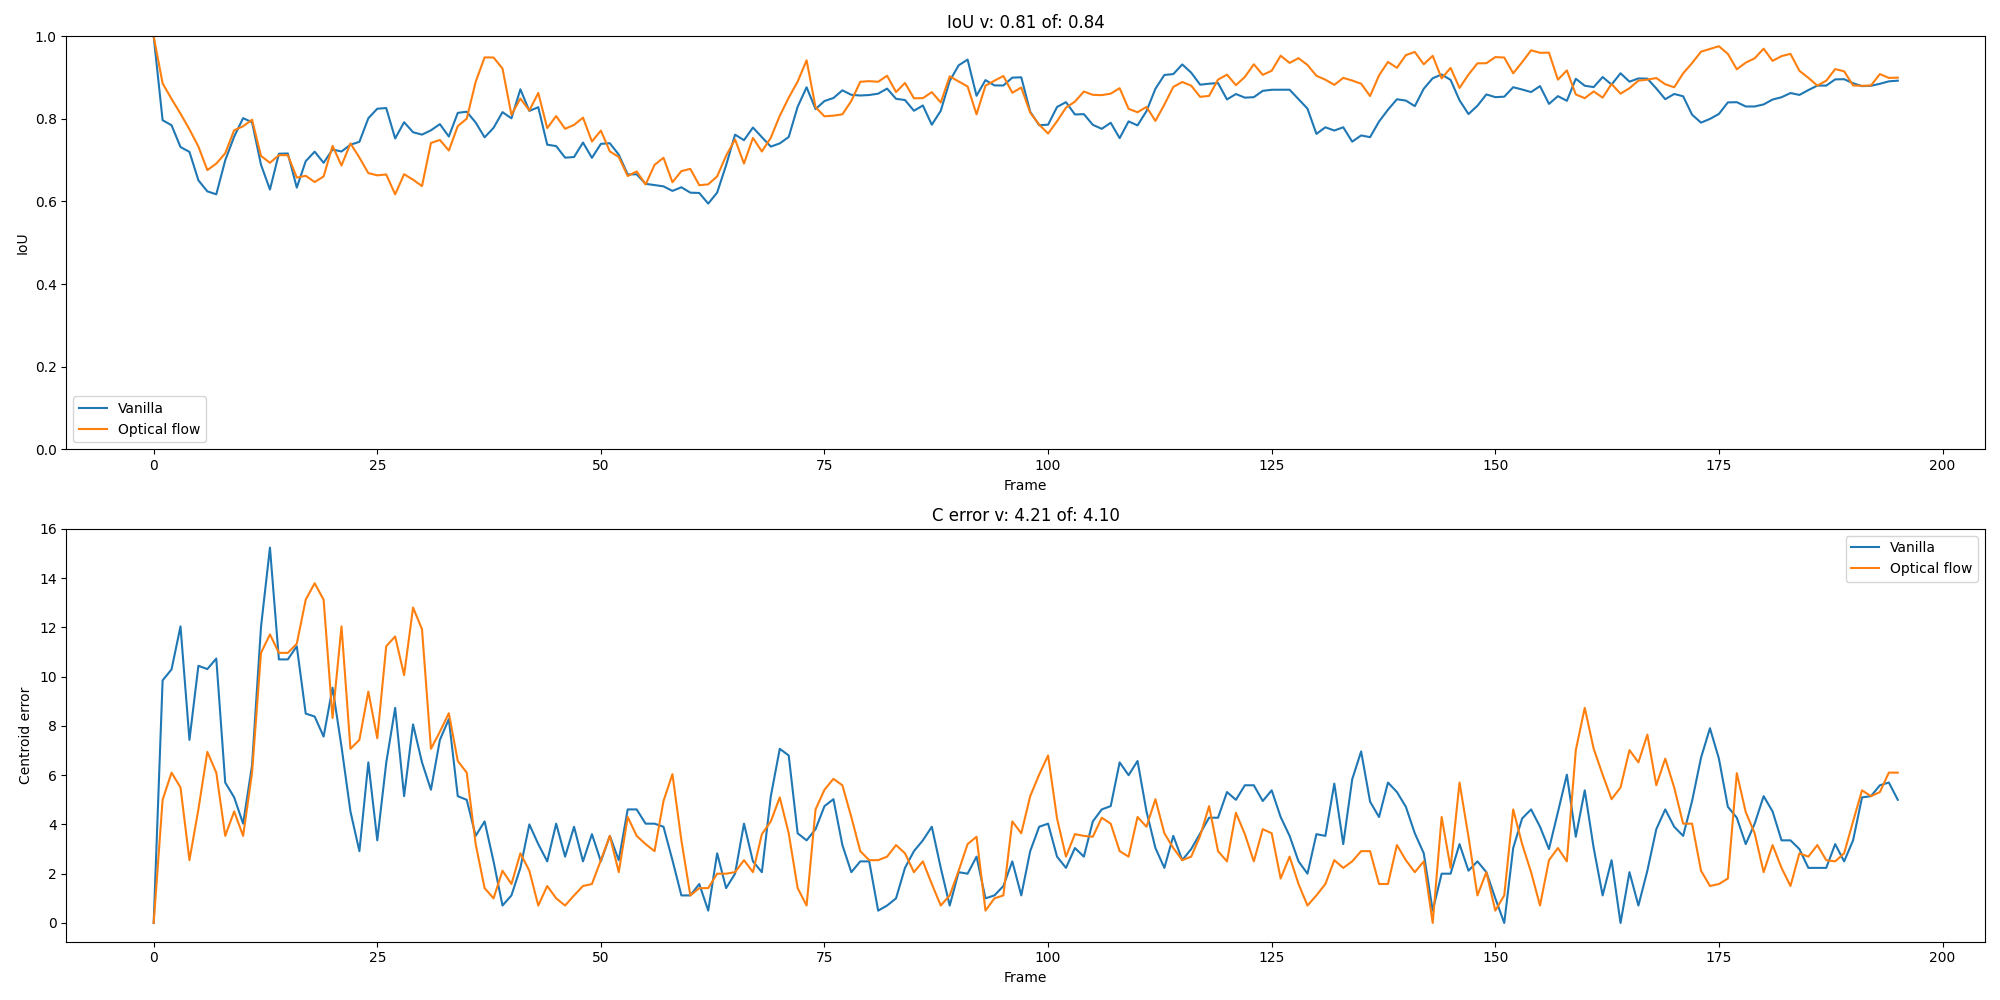 IoU v: 0.81 of: 0.84
1.0
0.8
0.6
0.4
0.2
0.0
IoU
Vanilla
Optical flow
0 25 50 75 100 125 150 175 200
Frame
C error v: 4.21 of: 4.10
16
14
12
10
8
6
4
2
0
Centroid error
Vanilla
Optical flow
0 25 50 75 100 125 150 175 200
Frame